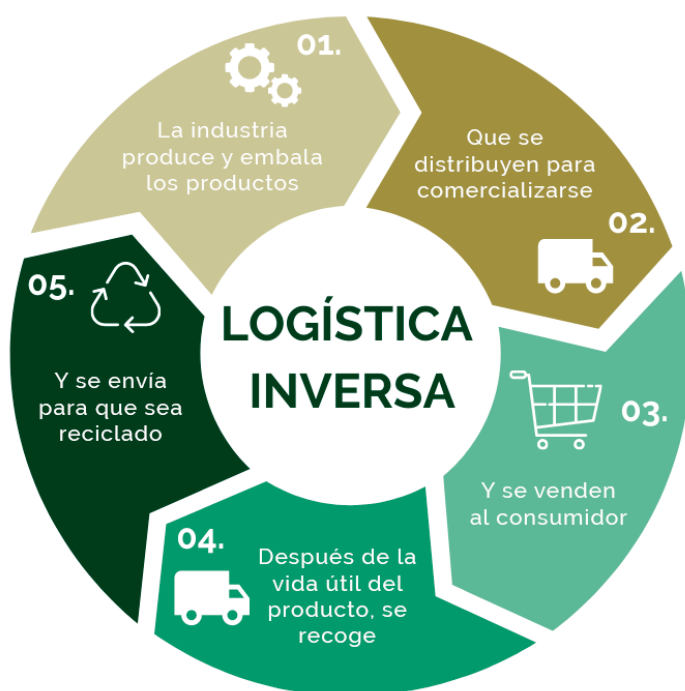 01.
La industria
produce y embala
los productos
Que se
distribuyen para
comercializarse
02.
LOGÍSTICA
INVERSA
03.
Y se venden
al consumidor
04.
Después de la
vida útil del
producto, se
recoge
05.
Y se envía
para que sea
reciclado